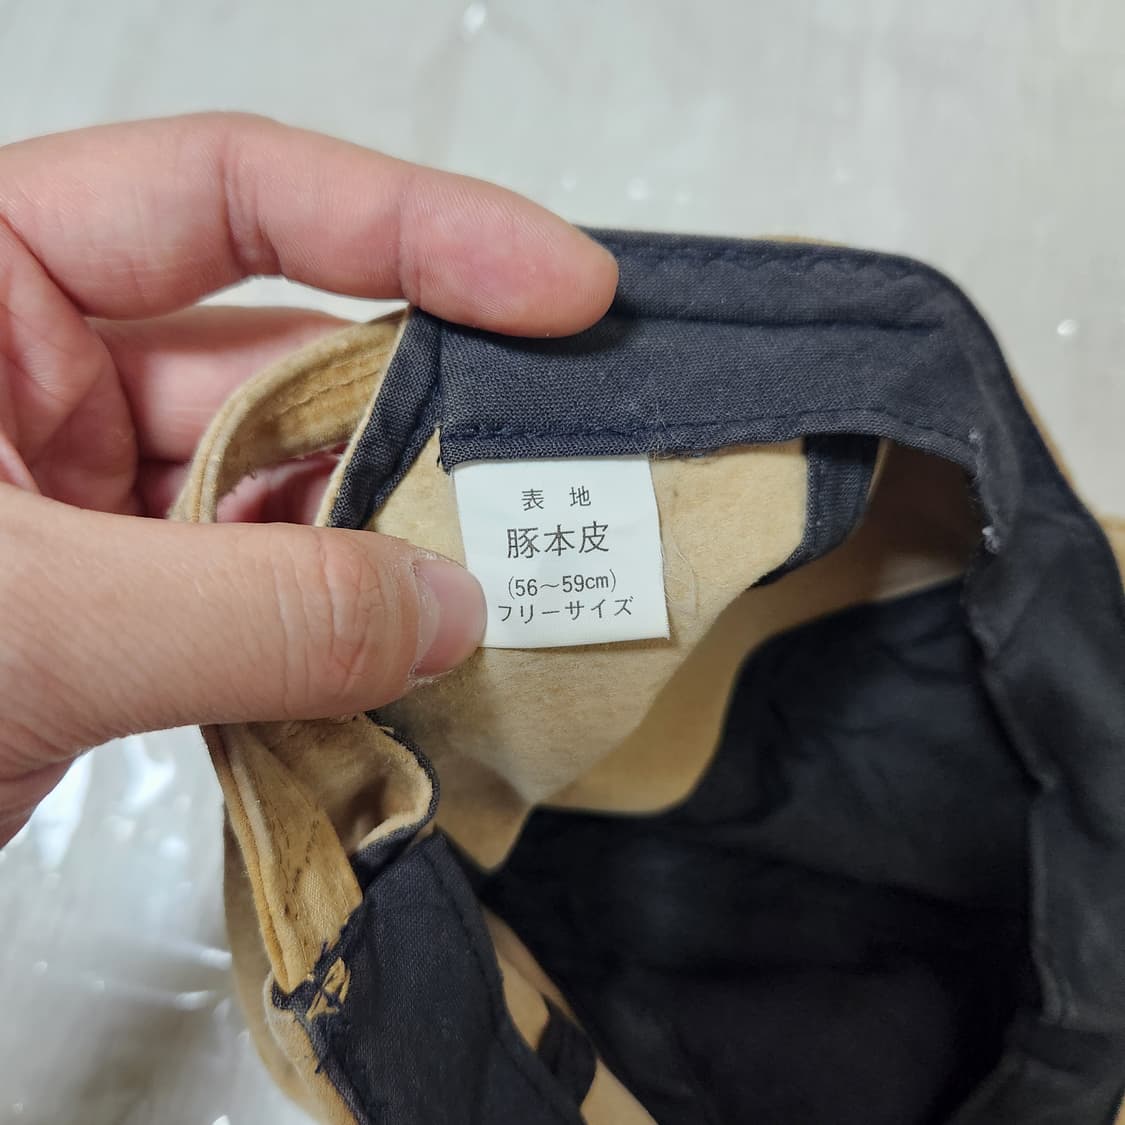 表 地
豚本皮
(56～59cm)
フリーサイズ